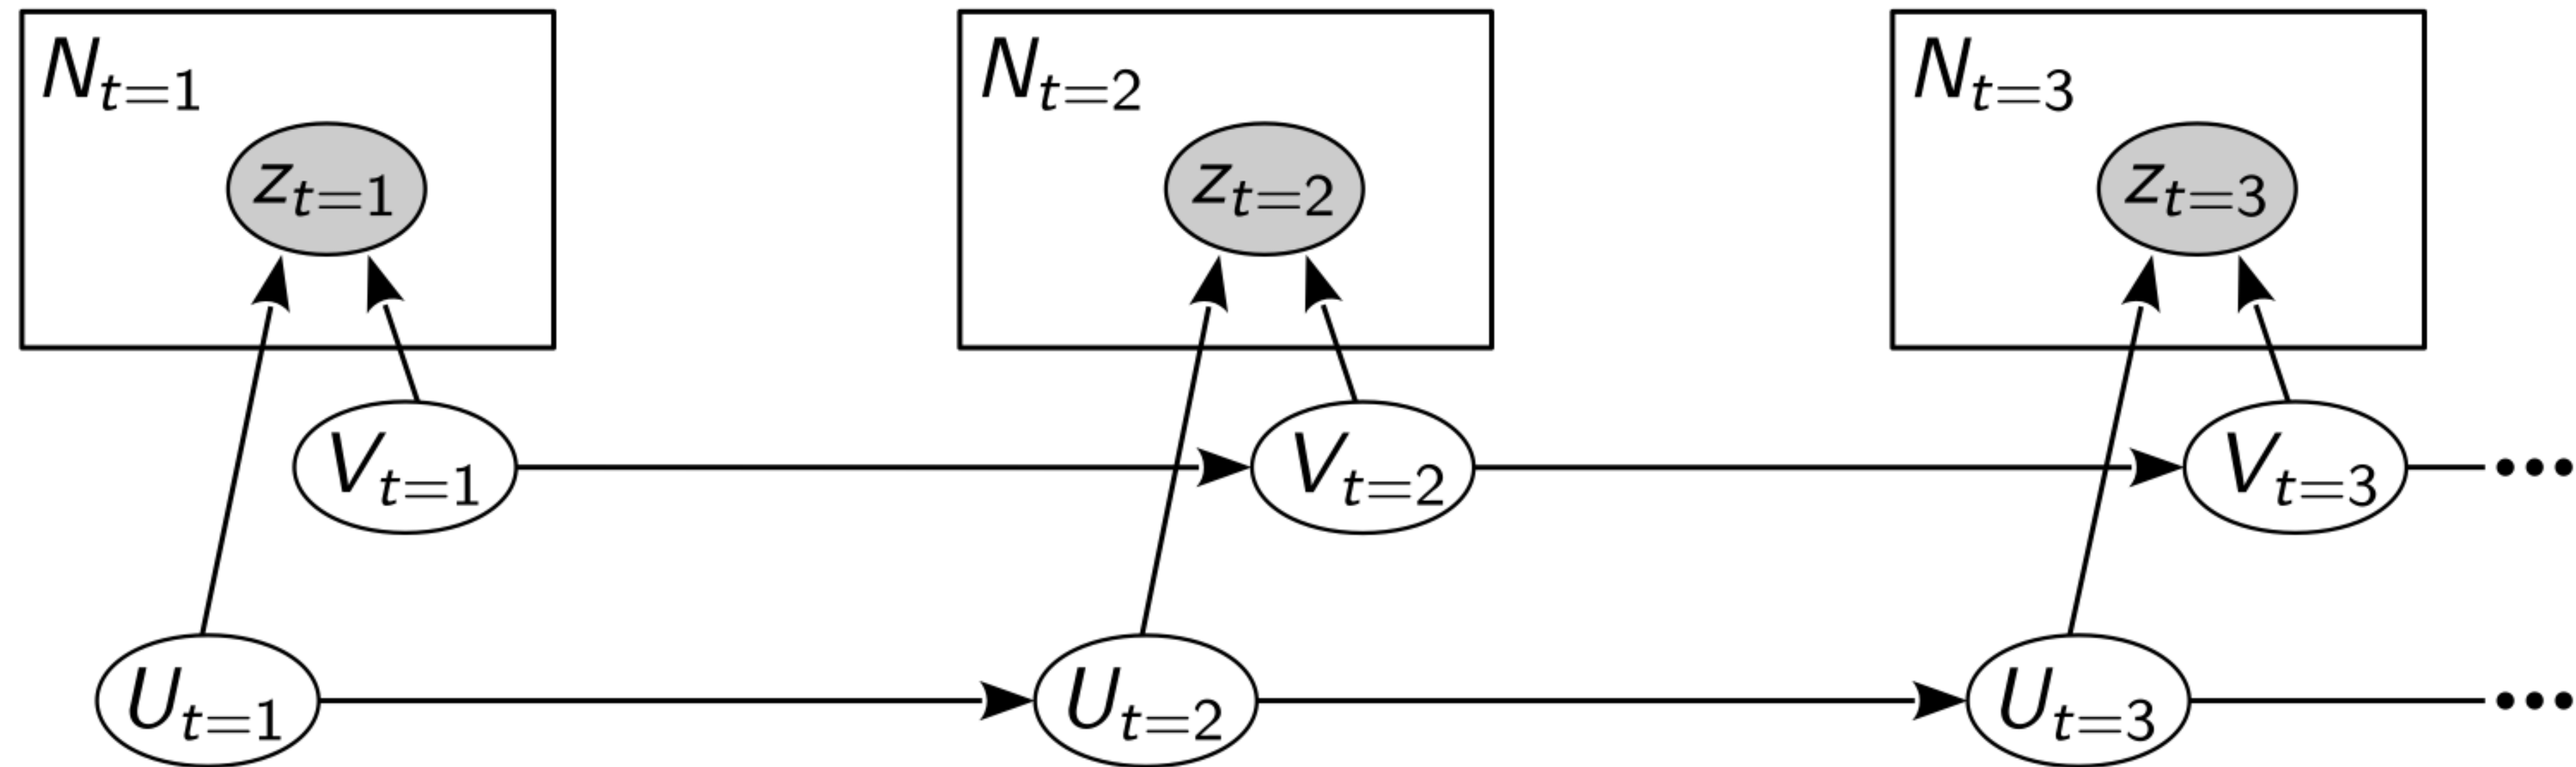 N_{t=1} N_{t=2} N_{t=3}
z_{t=1} z_{t=2} z_{t=3}
V_{t=1} V_{t=2} V_{t=3} •••
U_{t=1} U_{t=2} U_{t=3} •••